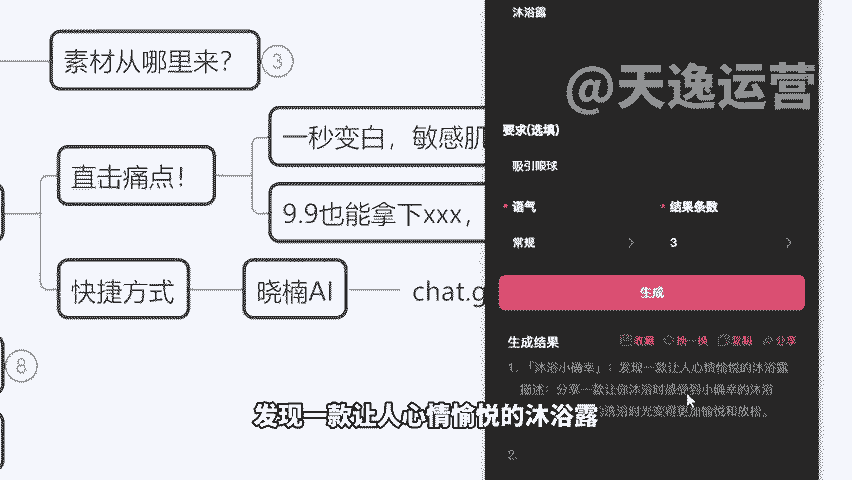 素材从哪里来?
3
直击痛点!
一秒变白，敏感肌
9.9也能拿下xxx，
快捷方式
晓楠AI
chat.g
8
沐浴露
@天逸运营
要求(选填)
吸引眼球
* 语气
* 结果条数
常规
3
生成
生成结果
收藏
换一换
复制
分享
1. 「沐浴小确幸」：发现一款让人心情愉悦的沐浴露
描述：分享一款让你沐浴时感受到小确幸的沐浴
洗浴时光变得更加愉悦和放松。
2.
发现一款让人心情愉悦的沐浴露